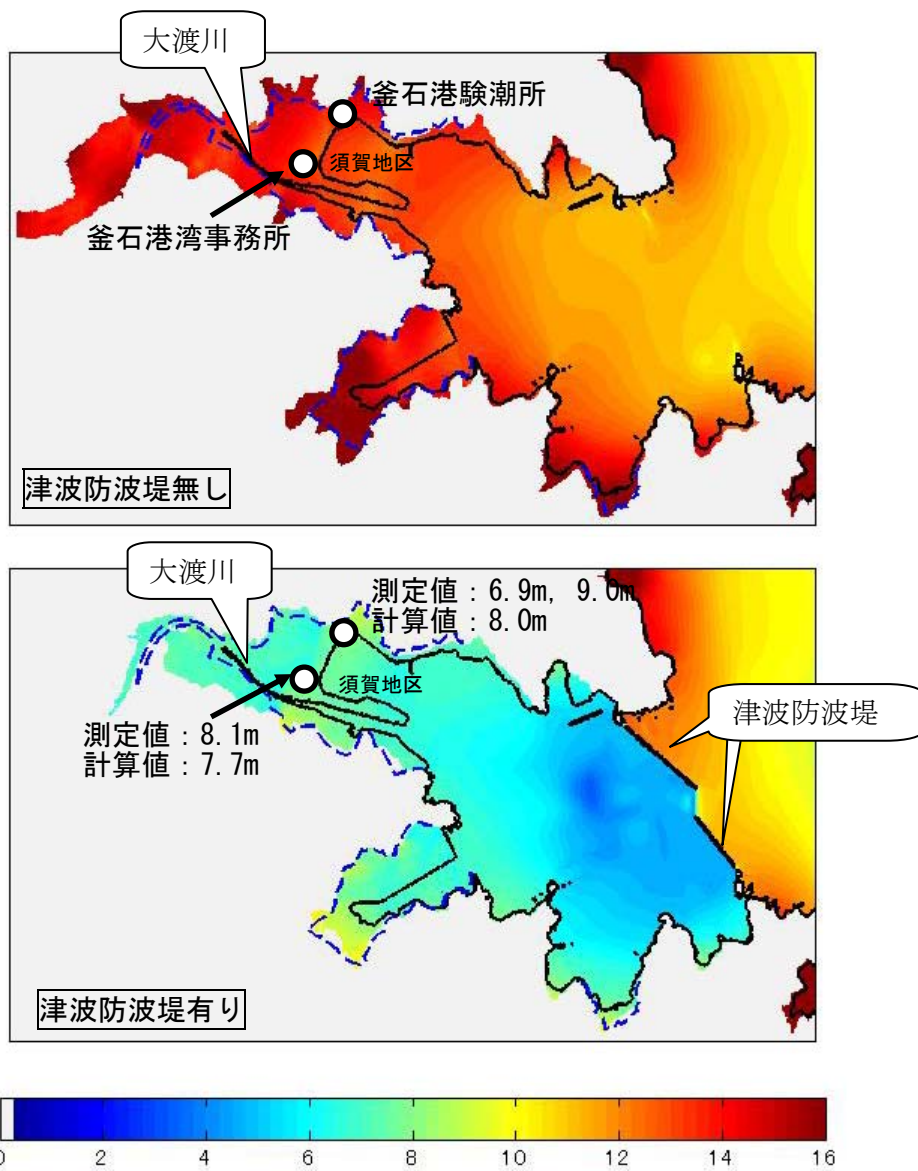 大渡川
釜石港験潮所
須賀地区
釜石港湾事務所
津波防波堤無し
大渡川
測定値：6.9m, 9.0m
計算値：8.0m
須賀地区
津波防波堤
測定値：8.1m
計算値：7.7m
津波防波堤有り
0 2 4 6 8 10 12 14 16